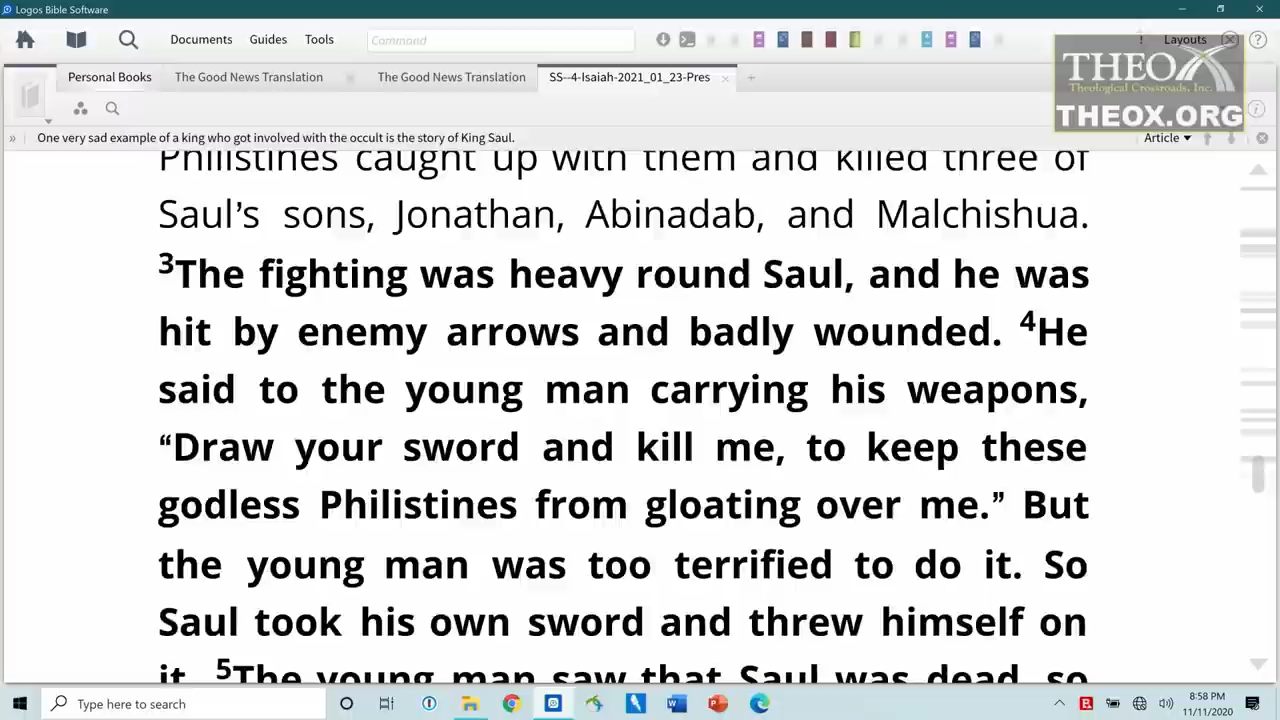 Logos Bible Software
Documents Guides Tools Command Layouts
THEOX
Theological Crossroads, Inc.
THEOX.ORG
Personal Books The Good News Translation The Good News Translation SS--4-Isaiah-2021_01_23-Pres
One very sad example of a king who got involved with the occult is the story of King Saul. Article
Philistines caught up with them and killed three of
Saul’s sons, Jonathan, Abinadab, and Malchishua.
3The fighting was heavy round Saul, and he was
hit by enemy arrows and badly wounded. 4He
said to the young man carrying his weapons,
“Draw your sword and kill me, to keep these
godless Philistines from gloating over me.” But
the young man was too terrified to do it. So
Saul took his own sword and threw himself on
it. 5The young man saw that Saul was dead, so
Type here to search
8:58 PM
11/11/2020